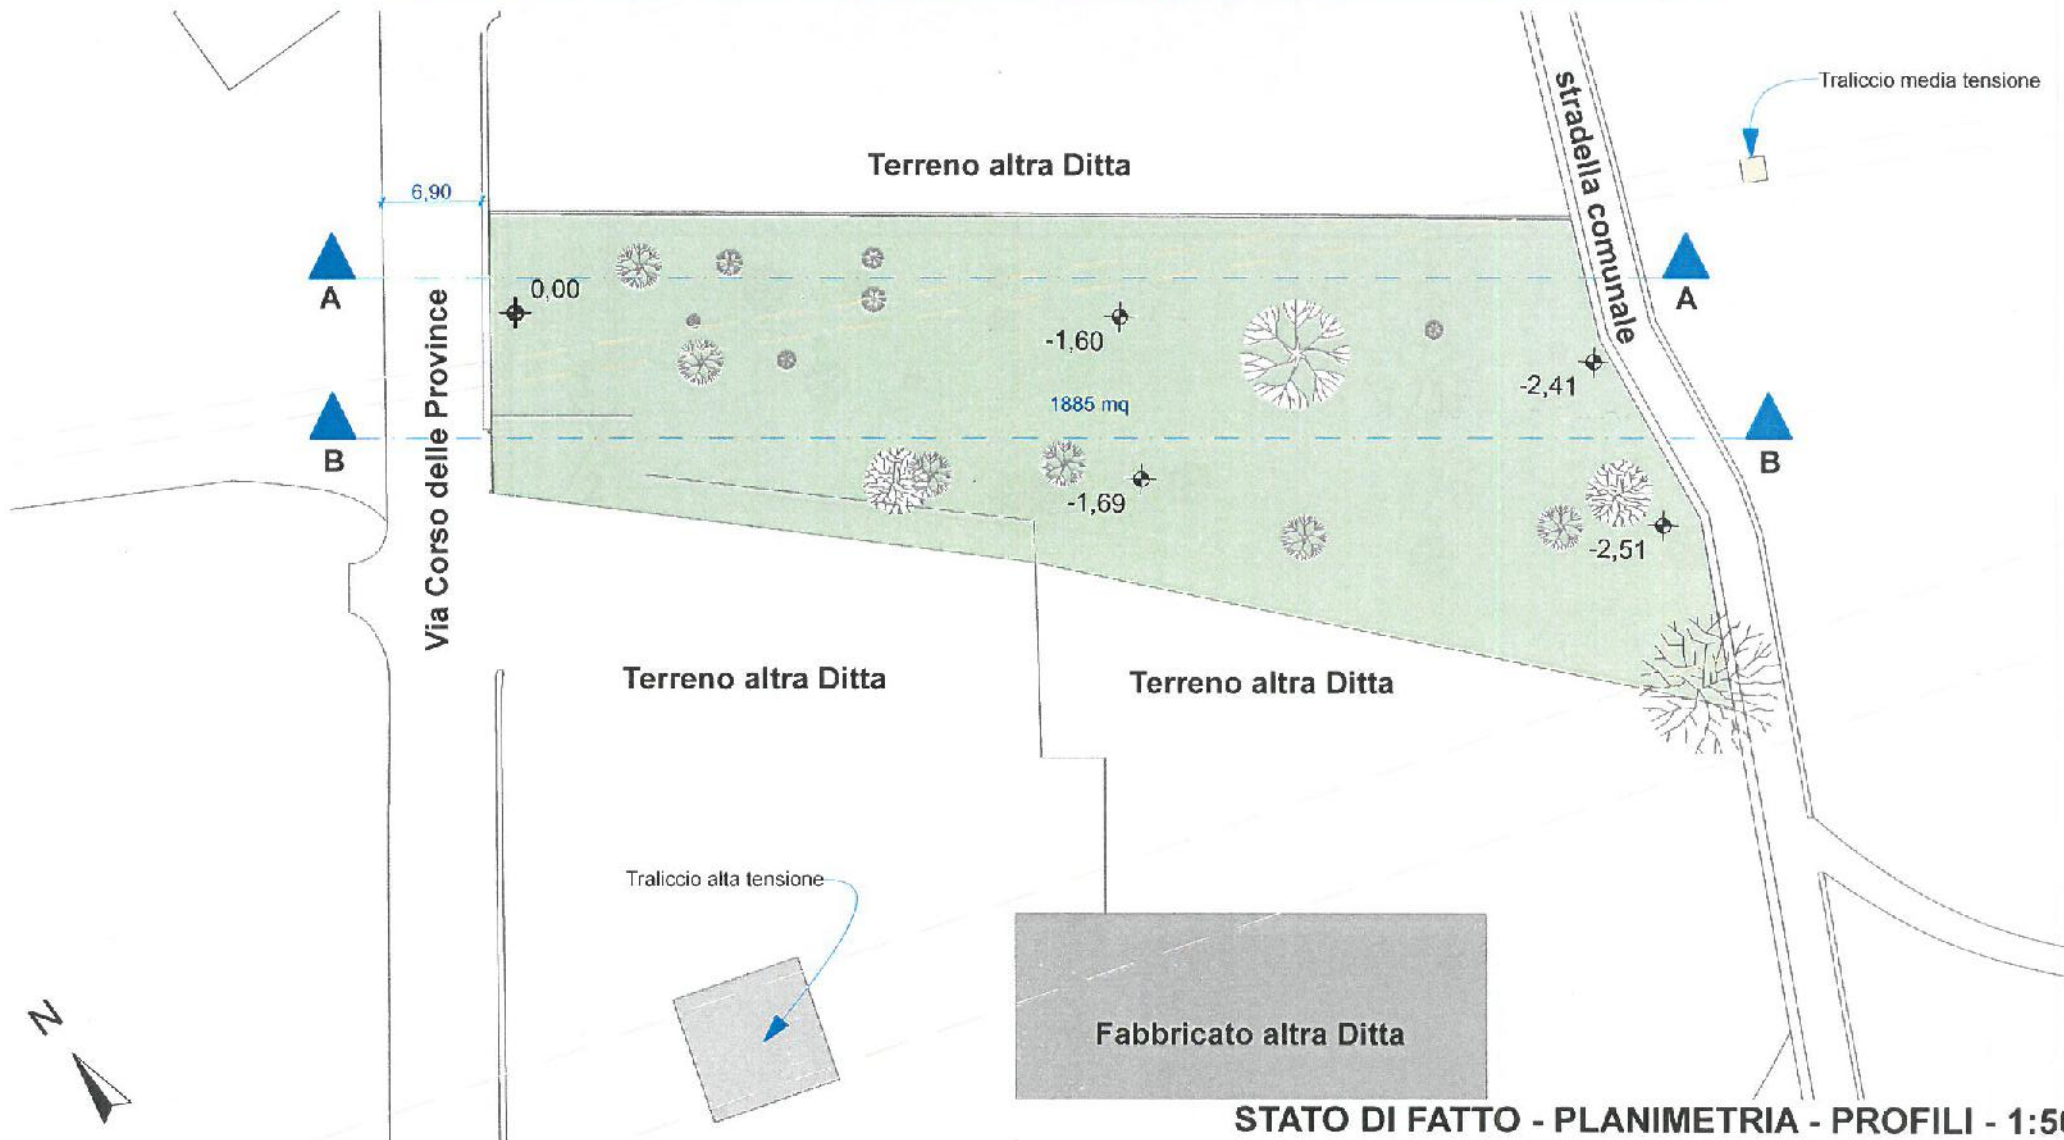 Traliccio media tensione
stradella comunale
Terreno altra Ditta
6,90
A
A
0,00
-1,60
-2,41
1885 mq
B
B
Via Corso delle Province
-1,69
-2,51
Terreno altra Ditta
Terreno altra Ditta
Traliccio alta tensione
N
Fabbricato altra Ditta
STATO DI FATTO - PLANIMETRIA - PROFILI -